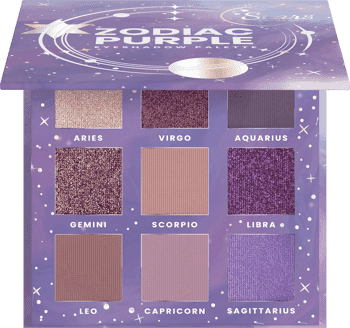 ZODIAC
PURPLE
EYESHADOW PALETTE
ARIES VIRGO AQUARIUS
GEMINI SCORPIO LIBRA
LEO CAPRICORN SAGITTARIUS